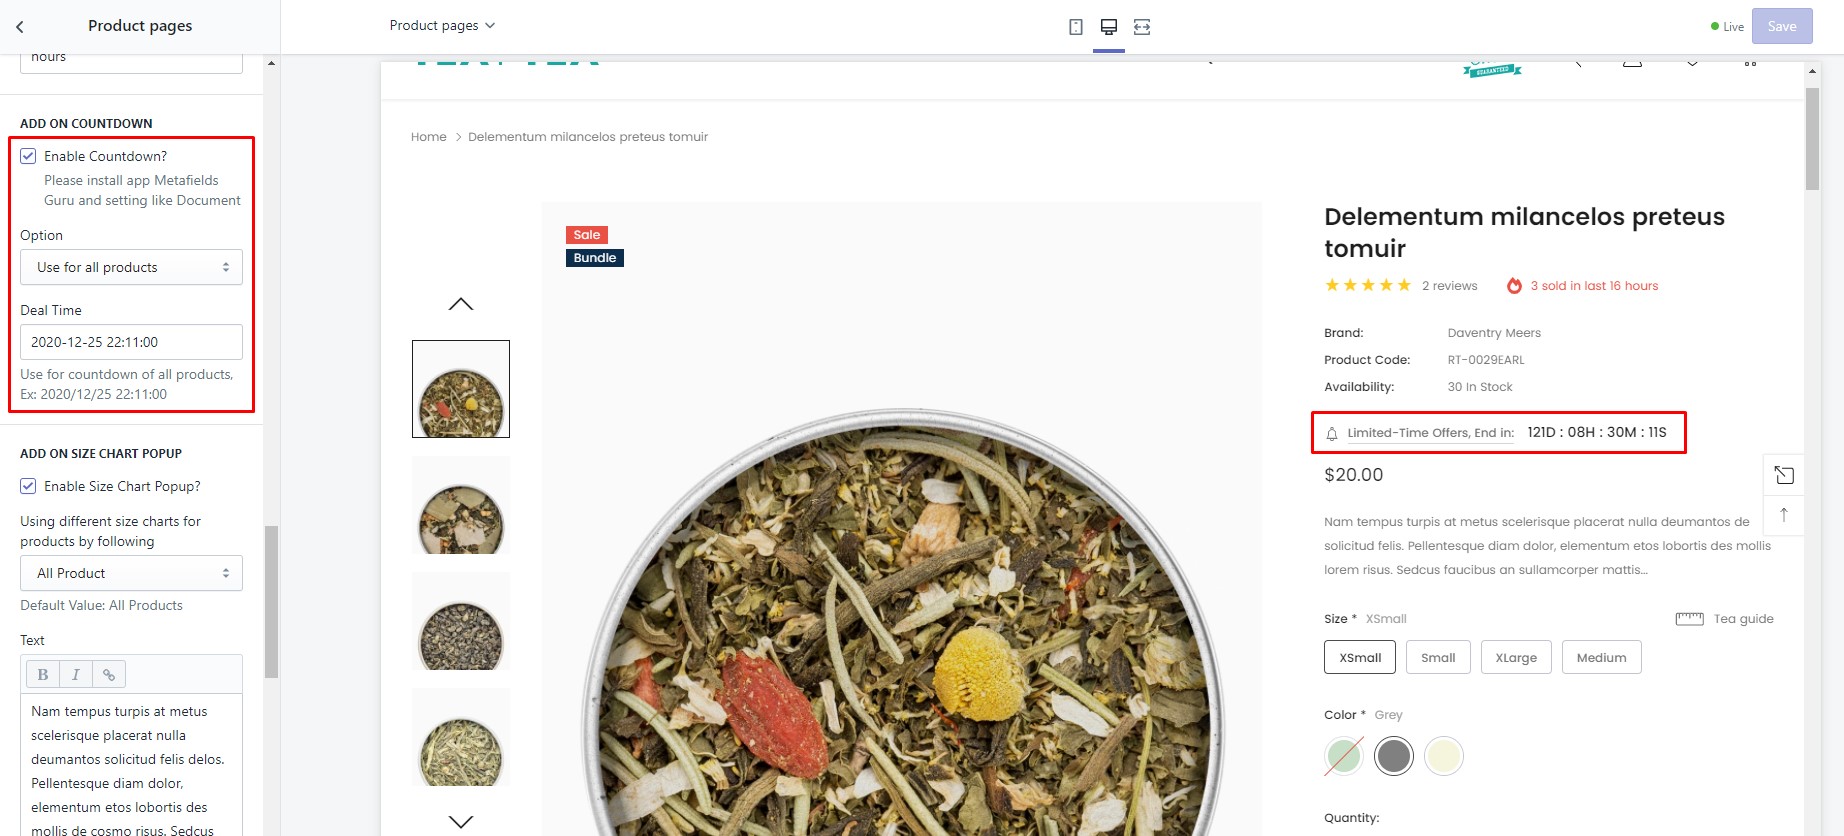 Product pages
Product pages
Live
Save
hours
ADD ON COUNTDOWN
Enable Countdown?
Please install app Metafields
Guru and setting like Document
Option
Use for all products
Deal Time
2020-12-25 22:11:00
Use for countdown of all products,
Ex: 2020/12/25 22:11:00
ADD ON SIZE CHART POPUP
Enable Size Chart Popup?
Using different size charts for
products by following
All Product
Default Value: All Products
Text
B I
Nam tempus turpis at metus
scelerisque placerat nulla
deumantos solicitud felis delos.
Pellentesque diam dolor,
elementum etos lobortis des
mollis de cosmo risus. Sedcus
GUARANTEED
Home > Delementum milancelos preteus tomuir
Sale
Bundle
Delementum milancelos preteus
tomuir
2 reviews
3 sold in last 16 hours
Brand: Daventry Meers
Product Code: RT-0029EARL
Availability: 30 In Stock
Limited-Time Offers, End in: 121D : 08H : 30M : 11S
$20.00
Nam tempus turpis at metus scelerisque placerat nulla deumantos de
solicitud felis. Pellentesque diam dolor, elementum etos lobortis des mollis
lorem risus. Sedcus faucibus an sullamcorper mattis...
Size * XSmall
Tea guide
XSmall
Small
XLarge
Medium
Color * Grey
Quantity: